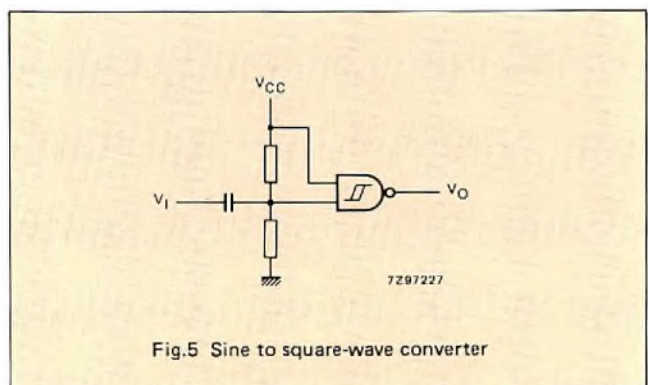 VCC
VI
VO
7Z97227
Fig.5 Sine to square-wave converter